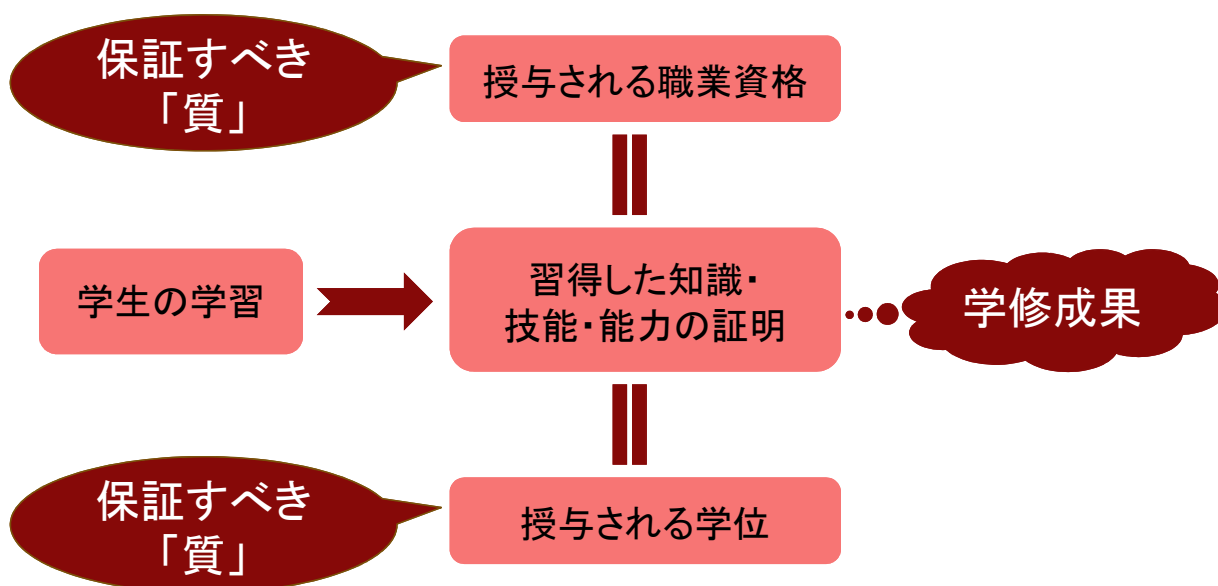 保証すべき
「質」
授与される職業資格
学生の学習
習得した知識・
技能・能力の証明
学修成果
保証すべき
「質」
授与される学位